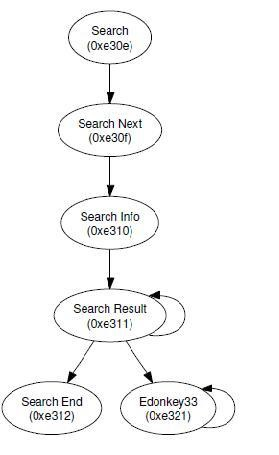 Search
(0xe30e)
Search Next
(0xe30f)
Search Info
(0xe310)
Search Result
(0xe311)
Search End
(0xe312)
Edonkey33
(0xe321)